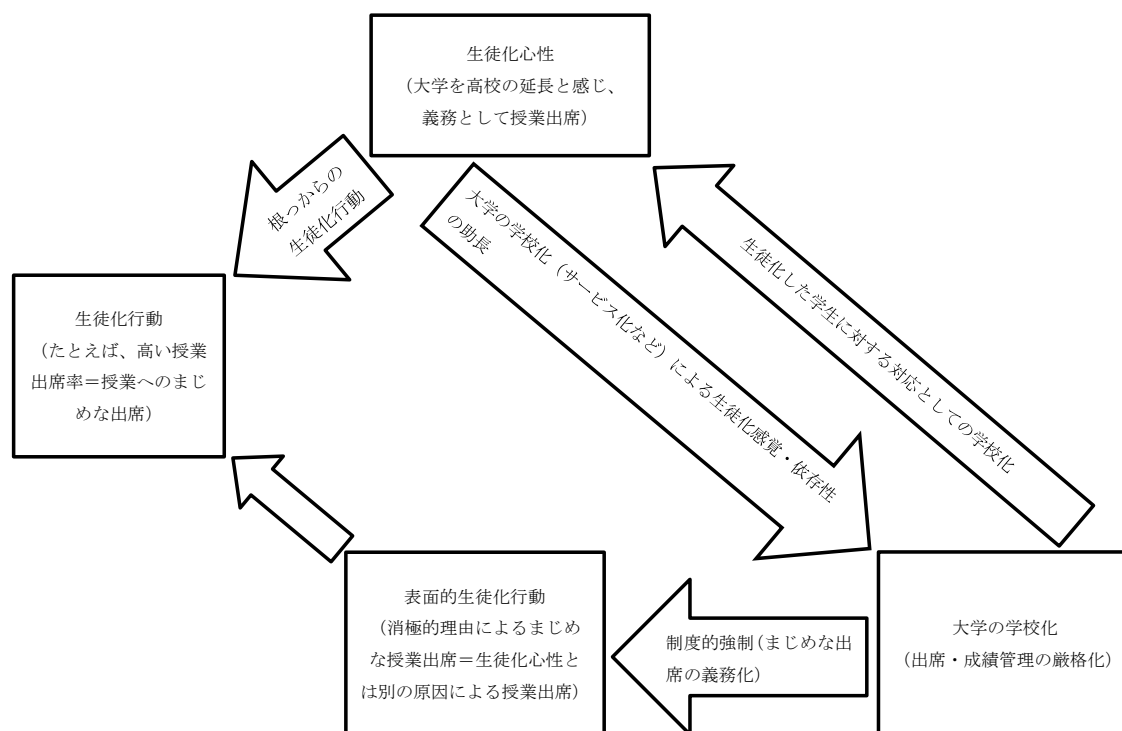 生徒化心性
(大学を高校の延長と感じ、
義務として授業出席)
根っからの
生徒化行動
大学の学校化(サービス化など)による生徒化感覚・依存性
の助長
生徒化した学生に対する対応としての学校化
生徒化行動
(たとえば、高い授業
出席率=授業へのまじ
めな出席)
表面的生徒化行動
(消極的理由によるまじめ
な授業出席=生徒化心性と
は別の原因による授業出席)
制度的強制(まじめな出
席の義務化)
大学の学校化
(出席・成績管理の厳格化)